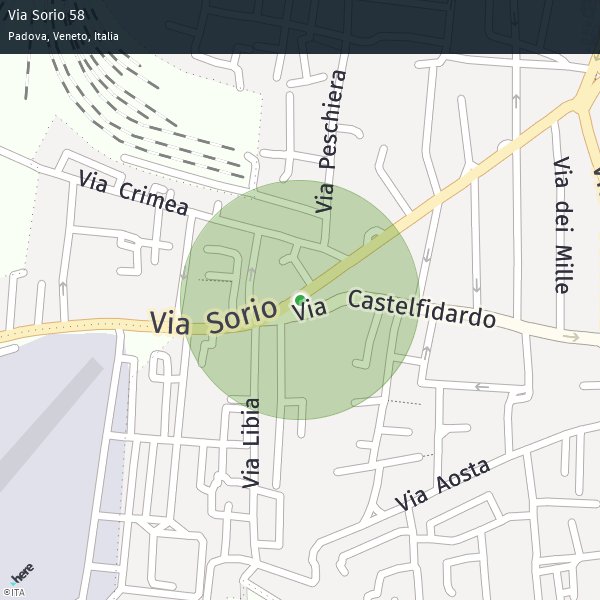 Via Sorio 58
Padova, Veneto, Italia
Via Peschiera
Via Crimea
Via dei Mille
Via Sorio
Via Castelfidardo
Via Libia
Via Aosta
here
©ITA